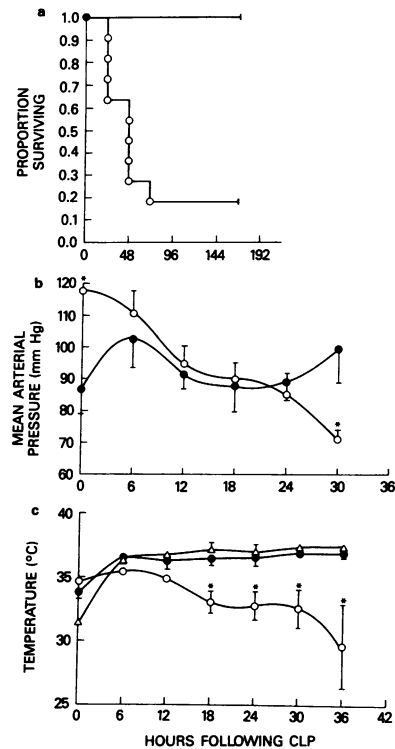 a
1.0
0.9
0.8
0.7
0.6
0.5
0.4
0.3
0.2
0.1
0.0
PROPORTION
SURVIVING
0 48 96 144 192
b
120
110
100
90
80
70
60
MEAN ARTERIAL
PRESSURE (mm Hg)
*
*
0 6 12 18 24 30 36
c
40
35
30
25
TEMPERATURE (°C)
* * * *
0 6 12 18 24 30 36 42
HOURS FOLLOWING CLP